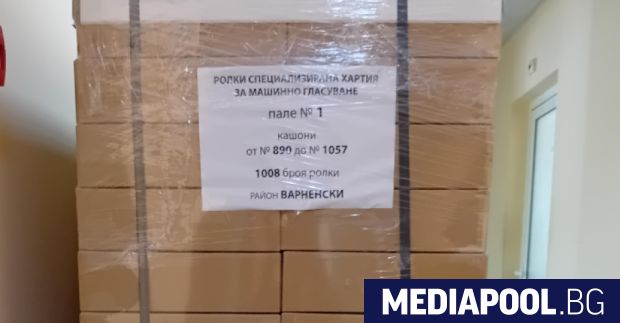 РОЛКИ СПЕЦИАЛИЗИРАНА ХАРТИЯ
ЗА МАШИННО ГЛАСУВАНЕ
пале № 1
кашони
от № 890 до № 1057
1008 броя ролки
РАЙОН ВАРНЕНСКИ
MEDIAPOOL.BG